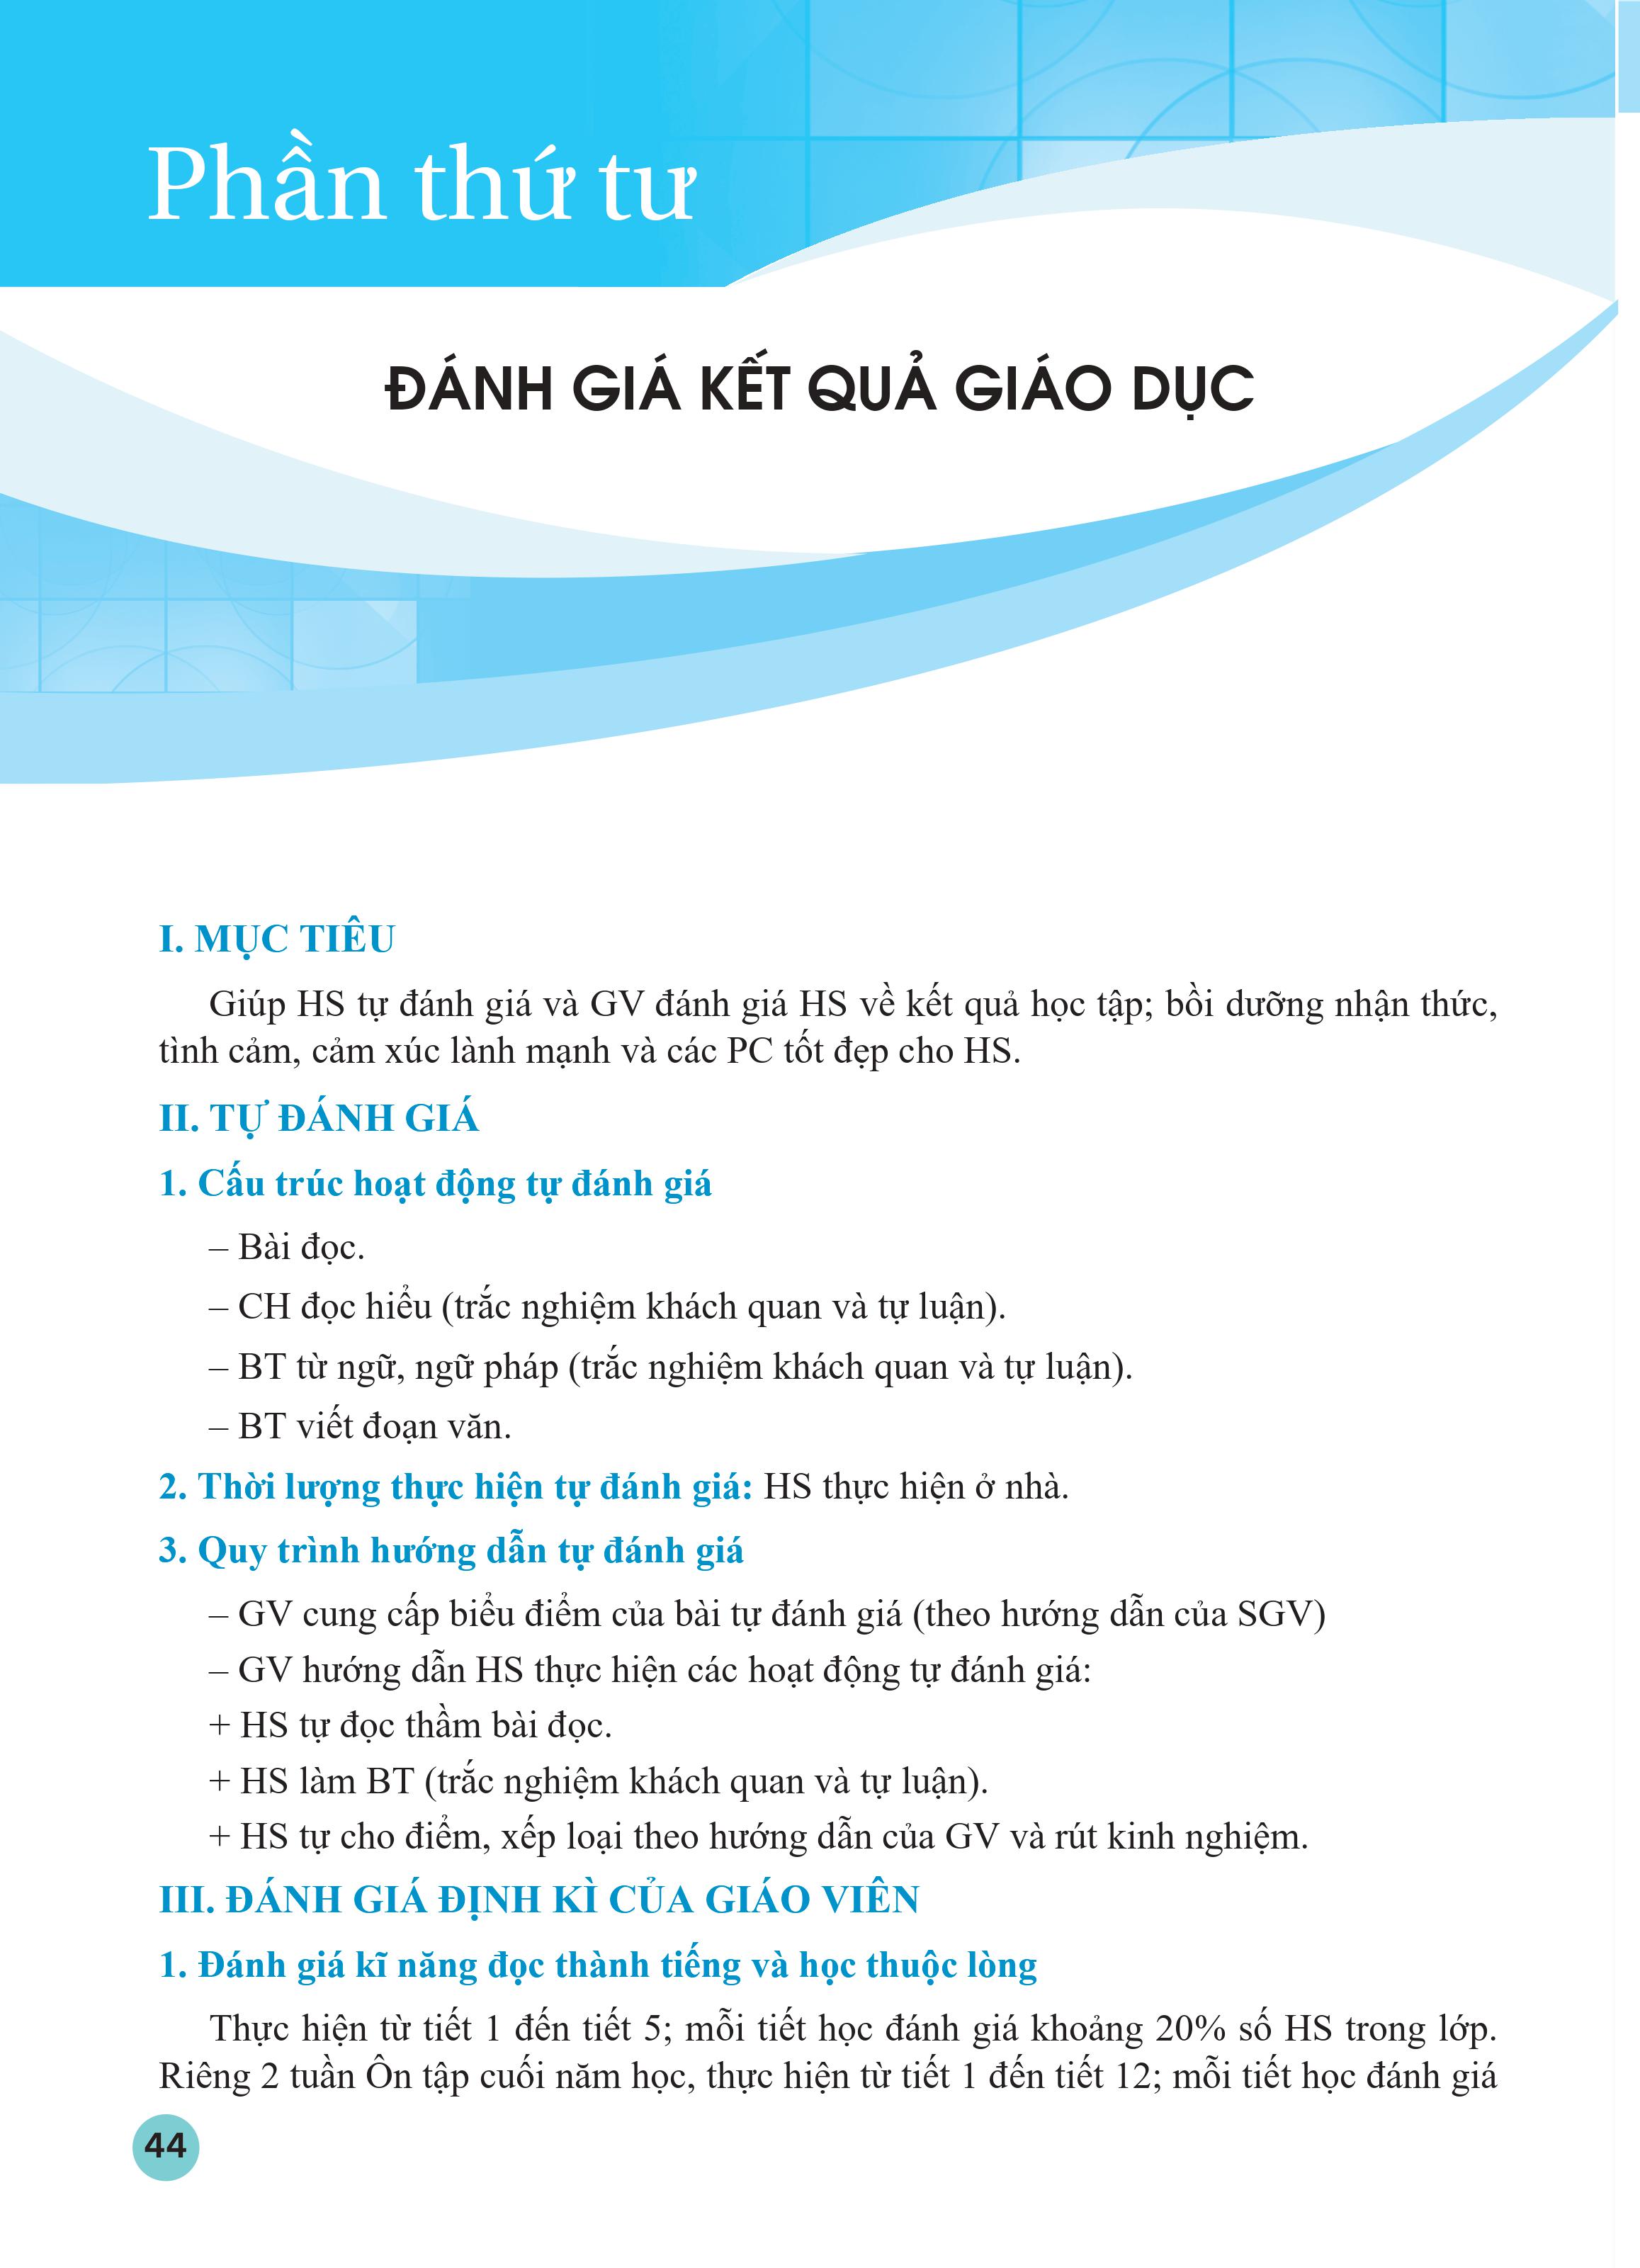 Phần thứ tư
ĐÁNH GIÁ KẾT QUẢ GIÁO DỤC
I. MỤC TIÊU
Giúp HS tự đánh giá và GV đánh giá HS về kết quả học tập; bồi dưỡng nhận thức,
tình cảm, cảm xúc lành mạnh và các PC tốt đẹp cho HS.
II. TỰ ĐÁNH GIÁ
1. Cấu trúc hoạt động tự đánh giá
– Bài đọc.
– CH đọc hiểu (trắc nghiệm khách quan và tự luận).
– BT từ ngữ, ngữ pháp (trắc nghiệm khách quan và tự luận).
– BT viết đoạn văn.
2. Thời lượng thực hiện tự đánh giá: HS thực hiện ở nhà.
3. Quy trình hướng dẫn tự đánh giá
– GV cung cấp biểu điểm của bài tự đánh giá (theo hướng dẫn của SGV)
– GV hướng dẫn HS thực hiện các hoạt động tự đánh giá:
+ HS tự đọc thầm bài đọc.
+ HS làm BT (trắc nghiệm khách quan và tự luận).
+ HS tự cho điểm, xếp loại theo hướng dẫn của GV và rút kinh nghiệm.
III. ĐÁNH GIÁ ĐỊNH KÌ CỦA GIÁO VIÊN
1. Đánh giá kĩ năng đọc thành tiếng và học thuộc lòng
Thực hiện từ tiết 1 đến tiết 5; mỗi tiết học đánh giá khoảng 20% số HS trong lớp.
Riêng 2 tuần Ôn tập cuối năm học, thực hiện từ tiết 1 đến tiết 12; mỗi tiết học đánh giá
44